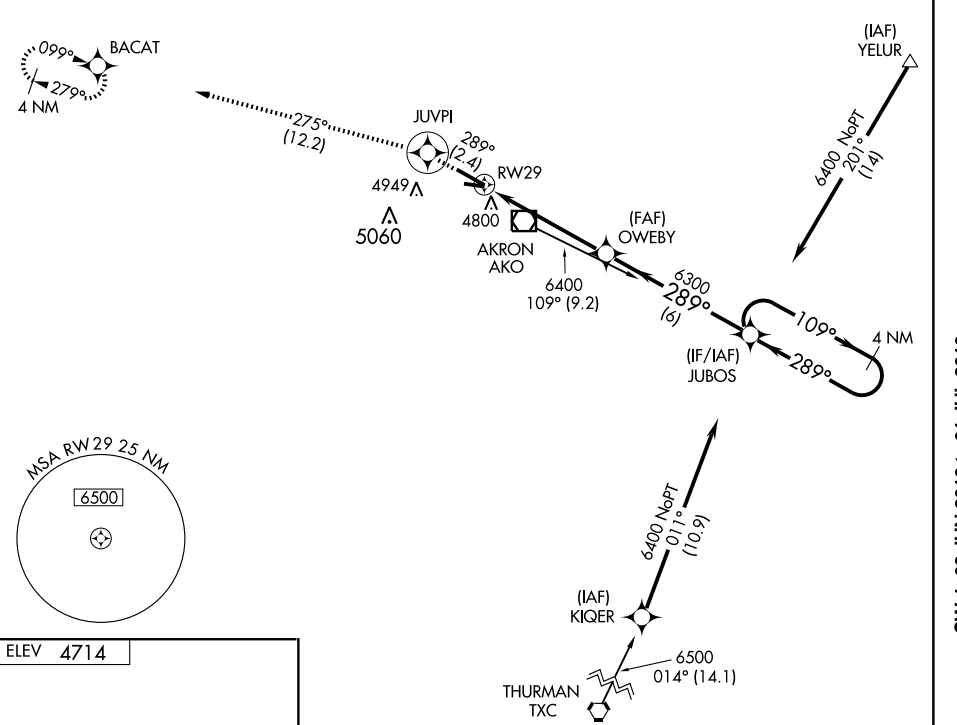 BACAT
099°
279°
4 NM
275°
(12.2)
JUVPI
289°
(2.4)
RW29
4949
4800
5060
AKRON
AKO
6400
109° (9.2)
(FAF)
OWEBY
6300
289°
(6)
(IF/IAF)
JUBOS
109°
289°
4 NM
(IAF)
YELUR
6400 NoPT
201°
(14)
6400 NoPT
011°
(10.9)
(IAF)
KIQER
6500
014° (14.1)
THURMAN
TXC
MSA RW 29 25 NM
6500
ELEV 4714